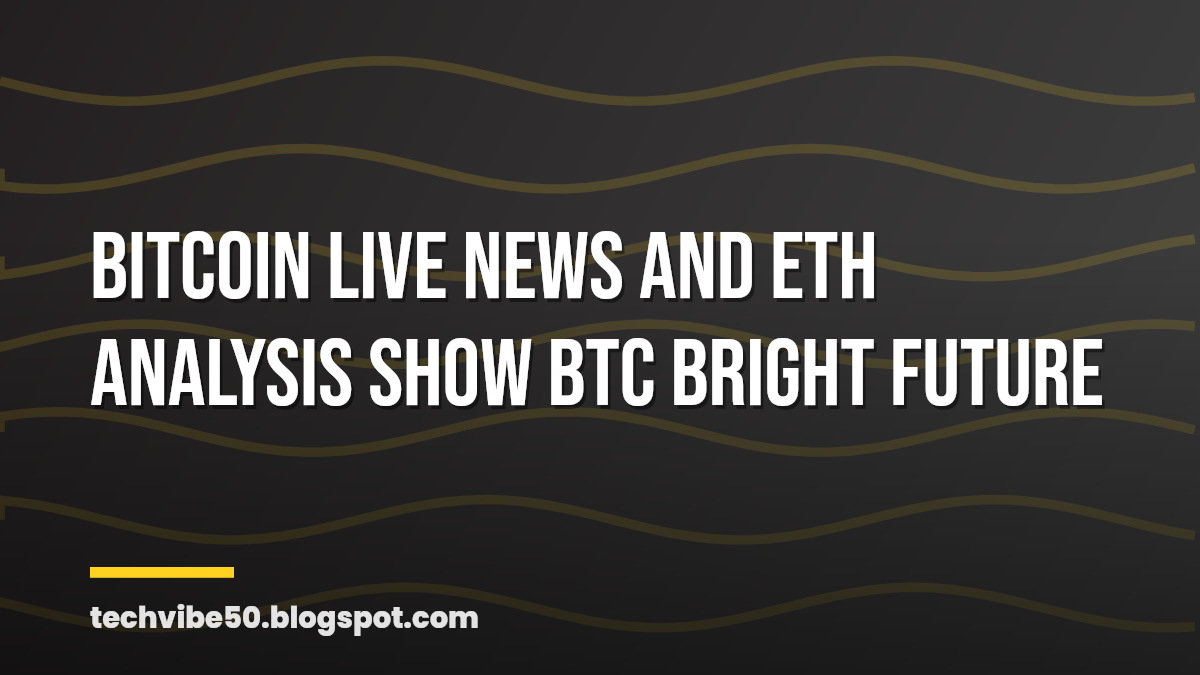 BITCOIN LIVE NEWS AND ETH
ANALYSIS SHOW BTC BRIGHT FUTURE
techvibe50.blogspot.com